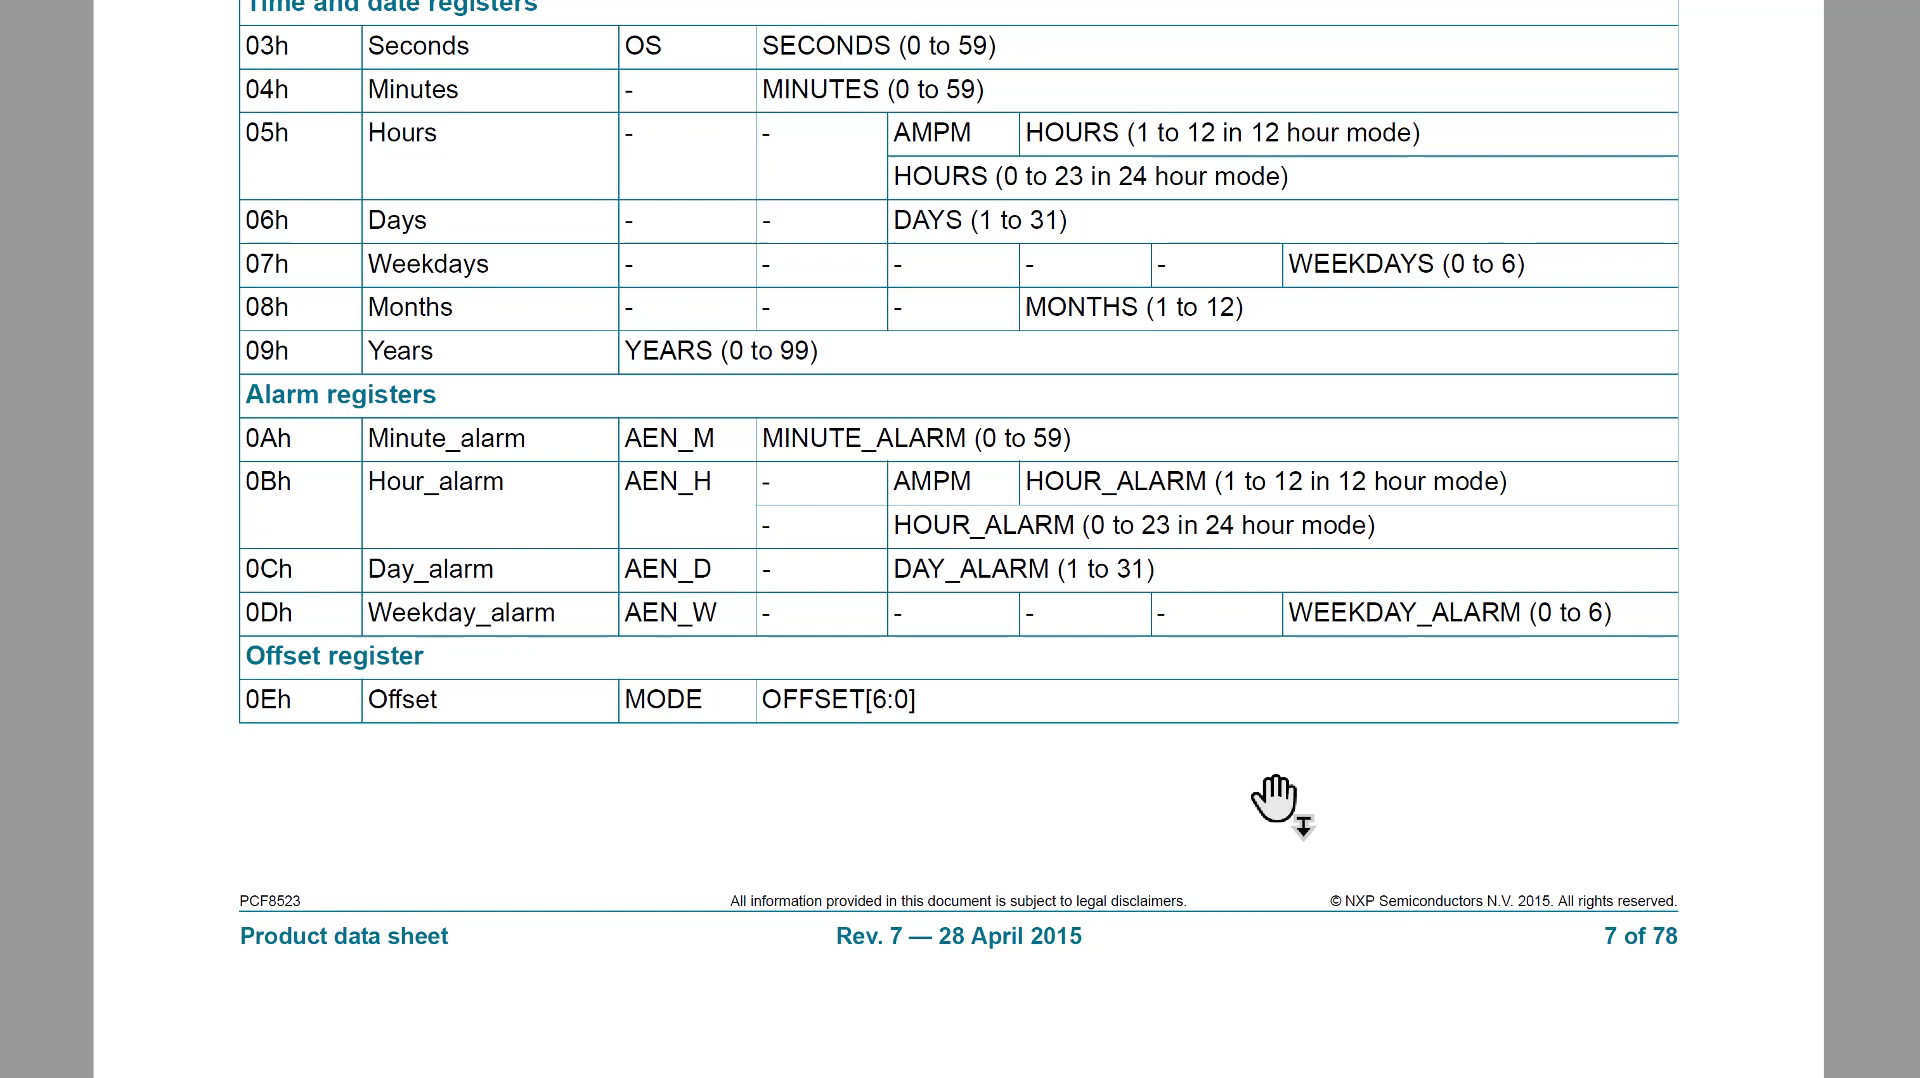 Time and date registers
03h Seconds OS SECONDS (0 to 59)
04h Minutes - MINUTES (0 to 59)
05h Hours - - AMPM HOURS (1 to 12 in 12 hour mode)
HOURS (0 to 23 in 24 hour mode)
06h Days - - DAYS (1 to 31)
07h Weekdays - - - - - WEEKDAYS (0 to 6)
08h Months - - - MONTHS (1 to 12)
09h Years YEARS (0 to 99)
Alarm registers
0Ah Minute_alarm AEN_M MINUTE_ALARM (0 to 59)
0Bh Hour_alarm AEN_H - AMPM HOUR_ALARM (1 to 12 in 12 hour mode)
- HOUR_ALARM (0 to 23 in 24 hour mode)
0Ch Day_alarm AEN_D - DAY_ALARM (1 to 31)
0Dh Weekday_alarm AEN_W - - - - WEEKDAY_ALARM (0 to 6)
Offset register
0Eh Offset MODE OFFSET[6:0]
PCF8523 All information provided in this document is subject to legal disclaimers. © NXP Semiconductors N.V. 2015. All rights reserved.
Product data sheet Rev. 7 — 28 April 2015 7 of 78